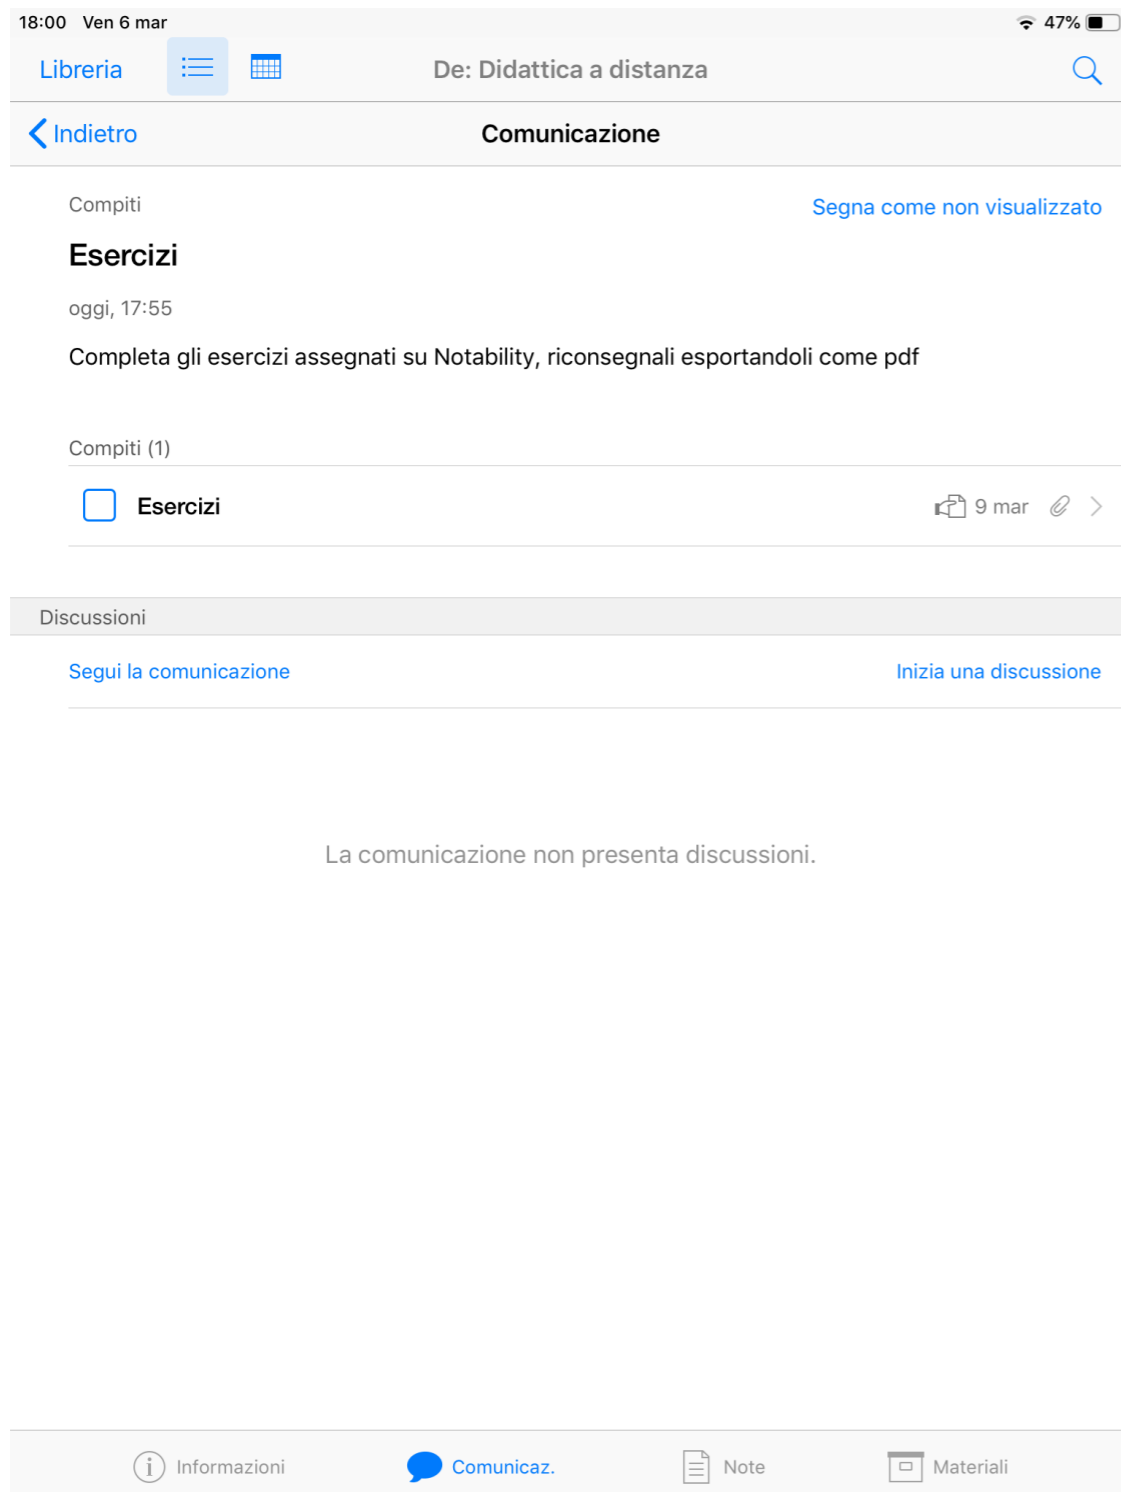 18:00 Ven 6 mar 47%
Libreria De: Didattica a distanza
Indietro Comunicazione
Compiti Segna come non visualizzato
Esercizi
oggi, 17:55
Completa gli esercizi assegnati su Notability, riconsegnali esportandoli come pdf
Compiti (1)
Esercizi 9 mar
Discussioni
Segui la comunicazione Inizia una discussione
La comunicazione non presenta discussioni.
Informazioni Comunicaz. Note Materiali